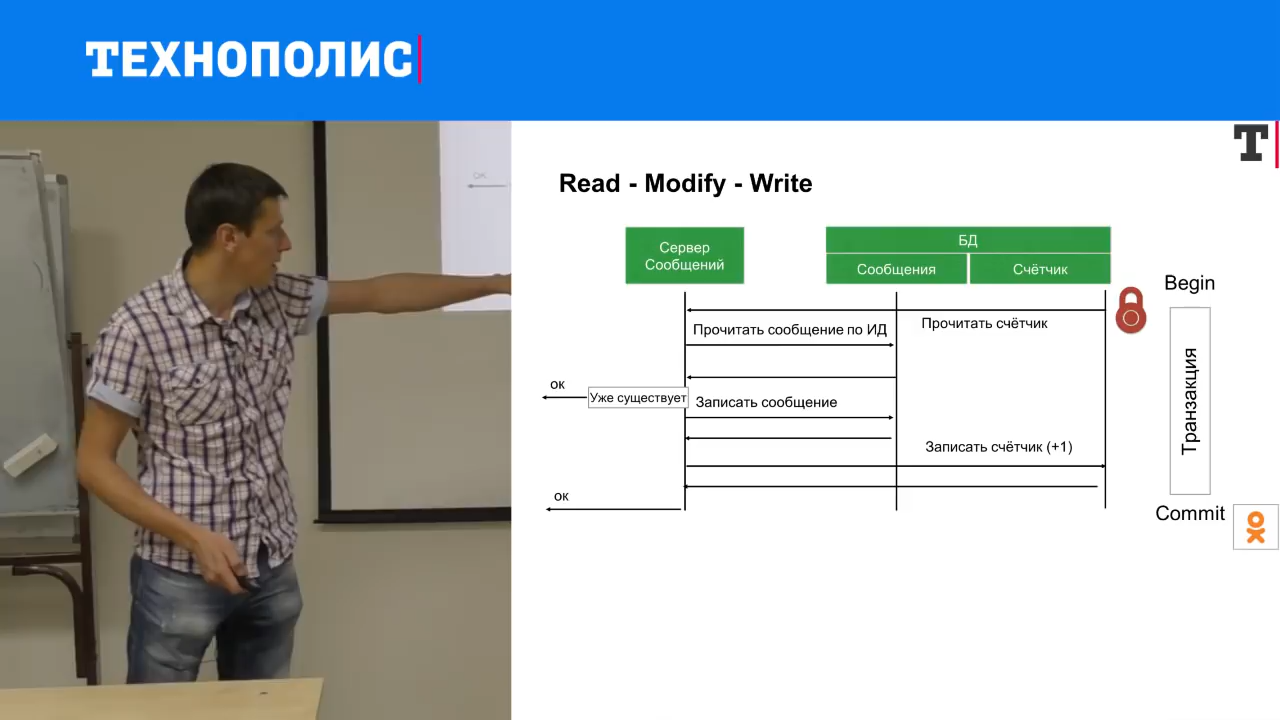 ТЕХНОПОЛИС
T
Read - Modify - Write
Сервер
Сообщений
БД
Сообщения
Счётчик
Begin
Прочитать сообщение по ИД
Прочитать счётчик
ок
Уже существует
Записать сообщение
Транзакция
Записать счётчик (+1)
ок
Commit
ОК